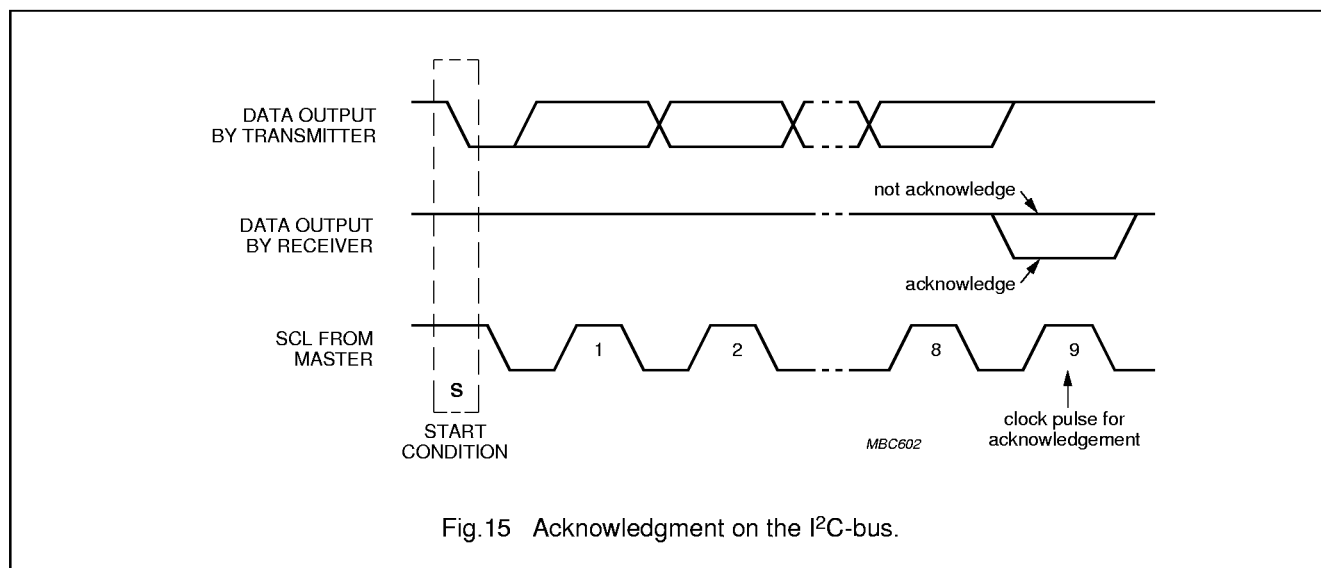 DATA OUTPUT
BY TRANSMITTER
not acknowledge
DATA OUTPUT
BY RECEIVER
acknowledge
SCL FROM
MASTER
1
2
8
9
S
START
CONDITION
clock pulse for
acknowledgement
MBC602
Fig.15 Acknowledgment on the I²C-bus.